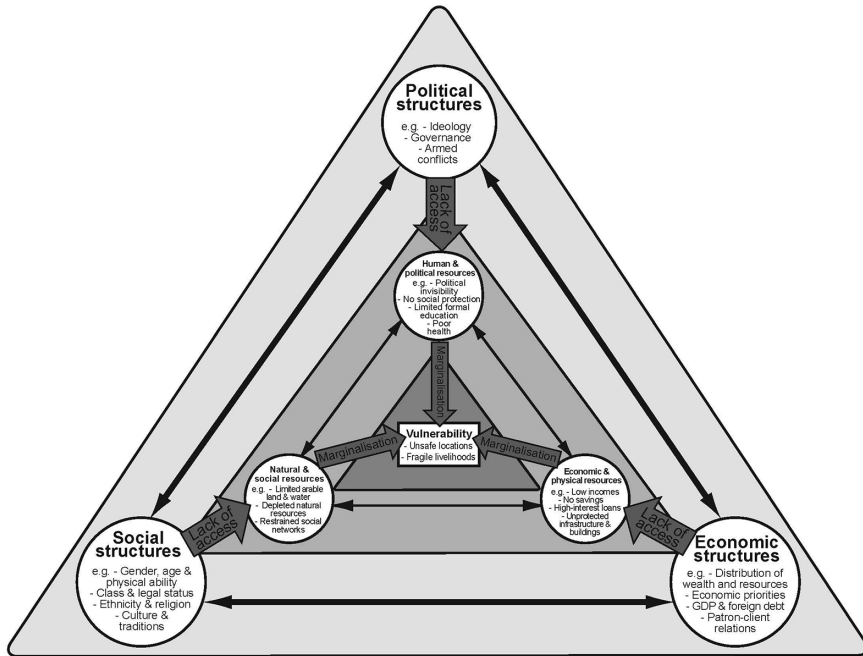 Political
structures
e.g. - Ideology
- Governance
- Armed
conflicts
Lack of
access
Human &
political resources
e.g. - Political
invisibility
- No social protection
- Limited formal
education
- Poor
health
Marginalisation
Vulnerability
- Unsafe locations
- Fragile livelihoods
Marginalisation
Marginalisation
Natural &
social resources
e.g. - Limited arable
land & water
- Depleted natural
resources
- Restrained social
networks
Economic &
physical resources
e.g. - Low incomes
- No savings
- High-interest loans
- Unprotected
infrastructure &
buildings
Lack of
access
Lack of
access
Social
structures
e.g. - Gender, age &
physical ability
- Class & legal status
- Ethnicity & religion
- Culture &
traditions
Economic
structures
e.g. - Distribution of
wealth and resources
- Economic priorities
- GDP & foreign debt
- Patron-client
relations